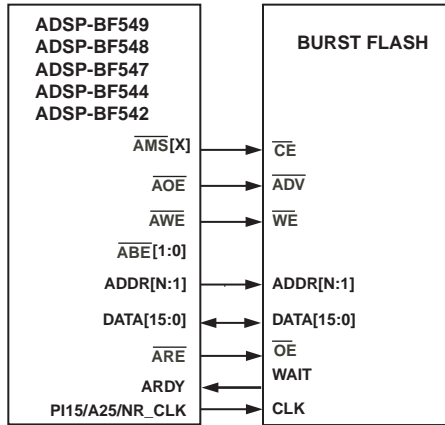 ADSP-BF549
ADSP-BF548
ADSP-BF547
ADSP-BF544
ADSP-BF542
BURST FLASH
AMS[X]
CE
AOE
ADV
AWE
WE
ABE[1:0]
ADDR[N:1]
ADDR[N:1]
DATA[15:0]
DATA[15:0]
ARE
OE
ARDY
WAIT
PI15/A25/NR_CLK
CLK